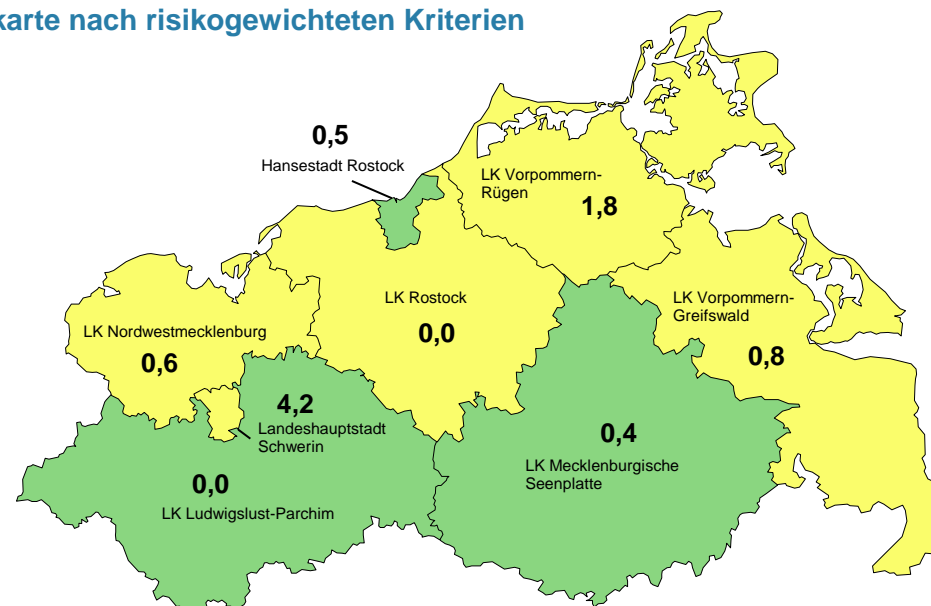 karte nach risikogewichteten Kriterien
0,5
Hansestadt Rostock
LK Vorpommern-
Rügen
1,8
LK Rostock
0,0
LK Vorpommern-
Greifswald
0,8
LK Nordwestmecklenburg
0,6
4,2
Landeshauptstadt
Schwerin
0,4
LK Mecklenburgische
Seenplatte
0,0
LK Ludwigslust-Parchim